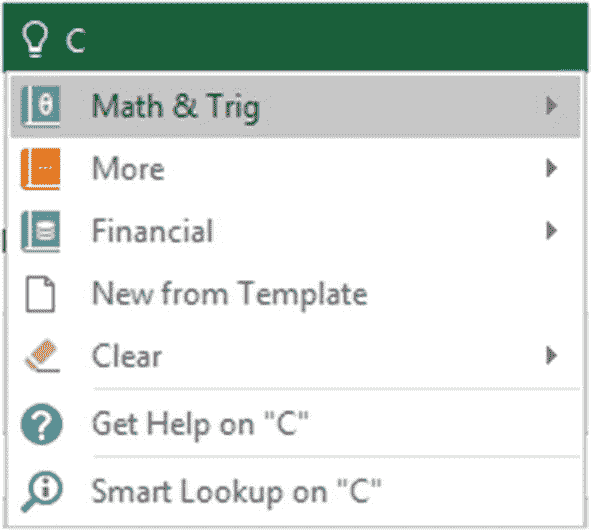 C
Math & Trig
More
Financial
New from Template
Clear
Get Help on "C"
Smart Lookup on "C"